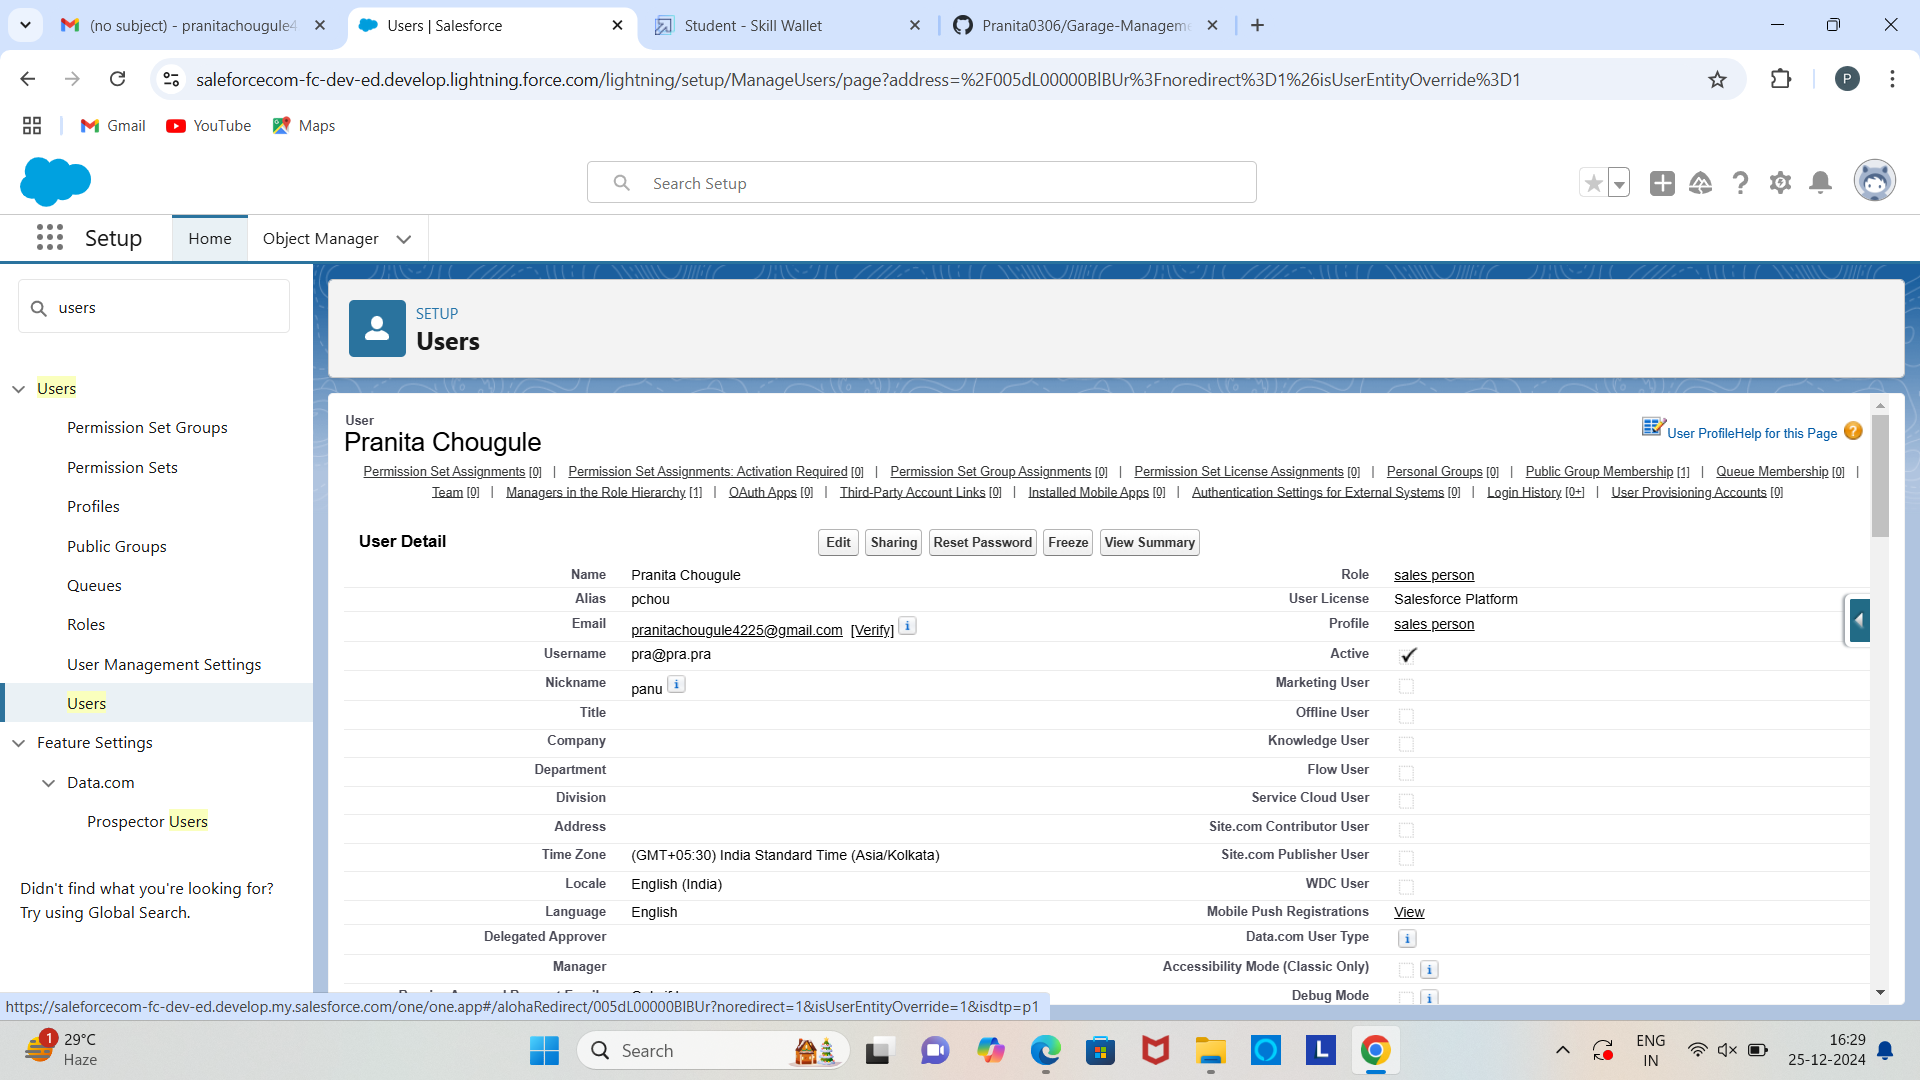 (no subject) - pranitachougule4
Users | Salesforce
Student - Skill Wallet
Pranita0306/Garage-Manageme
saleforcecom-fc-dev-ed.develop.lightning.force.com/lightning/setup/ManageUsers/page?address=%2F005dL00000BlBUr%3Fnoredirect%3D1%26isUserEntityOverride%3D1
P
Gmail
YouTube
Maps
Search Setup
Setup
Home
Object Manager
users
SETUP
Users
Users
Permission Set Groups
Permission Sets
Profiles
Public Groups
Queues
Roles
User Management Settings
Users
Feature Settings
Data.com
Prospector Users
Didn't find what you're looking for?
Try using Global Search.
User
Pranita Chougule
User Profile Help for this Page
Permission Set Assignments [0] | Permission Set Assignments: Activation Required [0] | Permission Set Group Assignments [0] | Permission Set License Assignments [0] | Personal Groups [0] | Public Group Membership [1] | Queue Membership [0] |
Team [0] | Managers in the Role Hierarchy [1] | OAuth Apps [0] | Third-Party Account Links [0] | Installed Mobile Apps [0] | Authentication Settings for External Systems [0] | Login History [0+] | User Provisioning Accounts [0]
User Detail
Edit Sharing Reset Password Freeze View Summary
Name Pranita Chougule Role sales person
Alias pchou User License Salesforce Platform
Email pranitachougule4225@gmail.com [Verify] i Profile sales person
Username pra@pra.pra Active
Nickname panu i Marketing User
Title Offline User
Company Knowledge User
Department Flow User
Division Service Cloud User
Address Site.com Contributor User
Time Zone (GMT+05:30) India Standard Time (Asia/Kolkata) Site.com Publisher User
Locale English (India) WDC User
Language English Mobile Push Registrations View
Delegated Approver Data.com User Type i
Manager Accessibility Mode (Classic Only) i
Debug Mode i
https://saleforcecom-fc-dev-ed.develop.my.salesforce.com/one/one.app#/alohaRedirect/005dL00000BlBUr?noredirect=1&isUserEntityOverride=1&isdtp=p1
1
29°C
Haze
Search
L
ENG
IN
16:29
25-12-2024